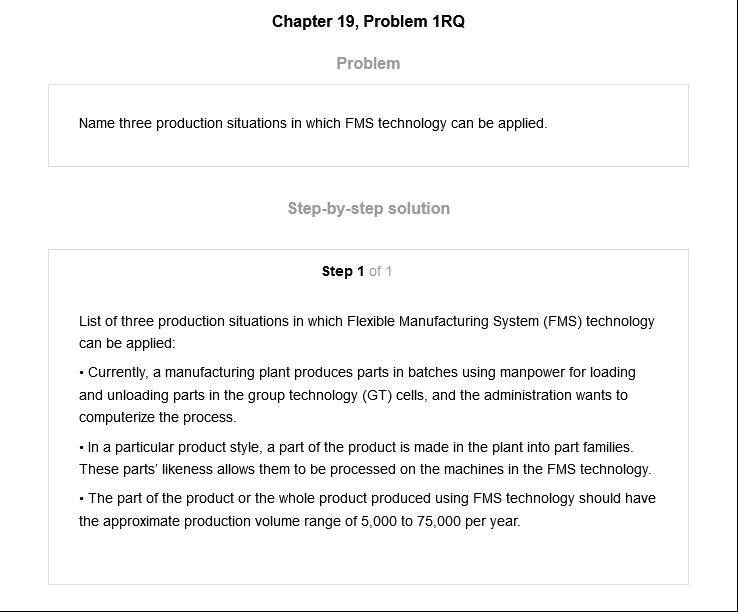 Chapter 19, Problem 1RQ
Problem
Name three production situations in which FMS technology can be applied.
Step-by-step solution
Step 1 of 1
List of three production situations in which Flexible Manufacturing System (FMS) technology
can be applied:
• Currently, a manufacturing plant produces parts in batches using manpower for loading
and unloading parts in the group technology (GT) cells, and the administration wants to
computerize the process.
• In a particular product style, a part of the product is made in the plant into part families.
These parts' likeness allows them to be processed on the machines in the FMS technology.
• The part of the product or the whole product produced using FMS technology should have
the approximate production volume range of 5,000 to 75,000 per year.